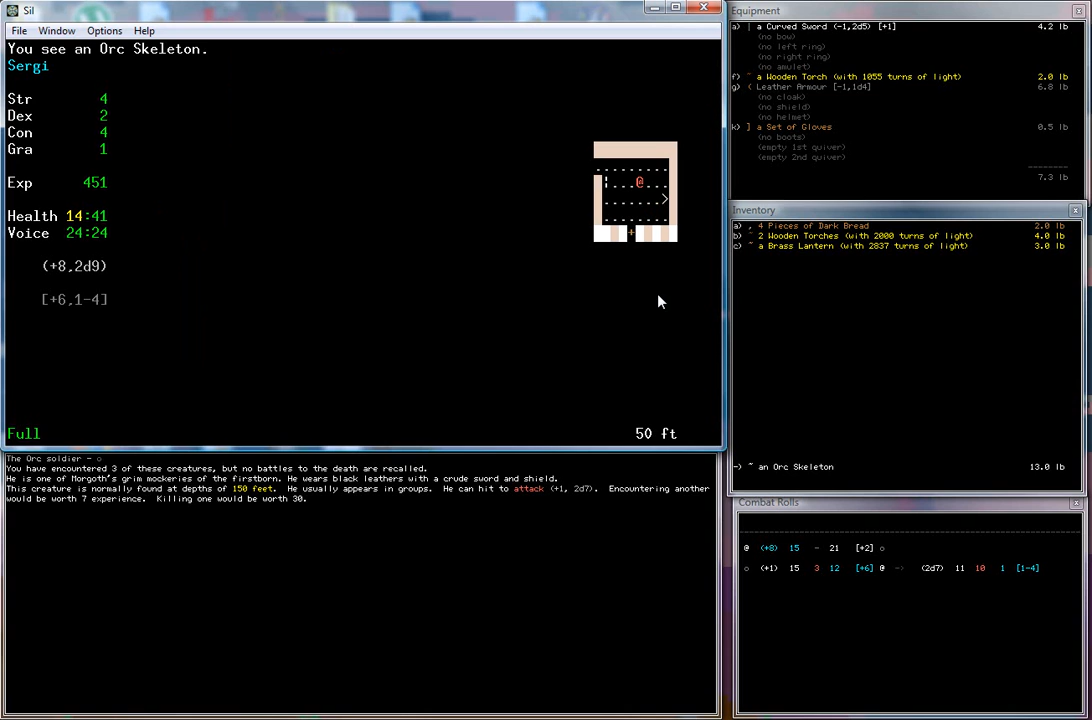 Sil
File Window Options Help
You see an Orc Skeleton.
Sergi
Str 4
Dex 2
Con 4
Gra 1
Exp 451
Health 14:41
Voice 24:24
(+8,2d9)
[+6,1-4]
. . . . . . . .
¦ . . . @ . . .
. . . . . . >
. . . . . . .
+
Full 50 ft
Equipment
a) | a Curved Sword (-1,2d5) [+1] 4.2 lb
(no bow)
(no left ring)
(no right ring)
(no amulet)
f) ~ a Wooden Torch (with 1055 turns of light) 2.0 lb
g) ( Leather Armour [-1,1d4] 6.8 lb
(no cloak)
(no shield)
(no helmet)
k) ] a Set of Gloves 0.5 lb
(no boots)
(empty 1st quiver)
(empty 2nd quiver)
--------
7.3 lb
Inventory
a) , 4 Pieces of Dark Bread 2.0 lb
b) ~ 2 Wooden Torches (with 2000 turns of light) 4.0 lb
c) ~ a Brass Lantern (with 2837 turns of light) 3.0 lb
-) ~ an Orc Skeleton 13.0 lb
The Orc soldier - o
You have encountered 3 of these creatures, but no battles to the death are recalled.
He is one of Morgoth's grim mockeries of the firstborn. He wears black leathers with a crude sword and shield.
This creature is normally found at depths of 150 feet. He usually appears in groups. He can hit to attack (+1, 2d7). Encountering another
would be worth 7 experience. Killing one would be worth 30.
Combat Rolls
@ (+8) 15 - 21 [+2] o
o (+1) 15 3 12 [+6] @ -> (2d7) 11 10 1 [1-4]